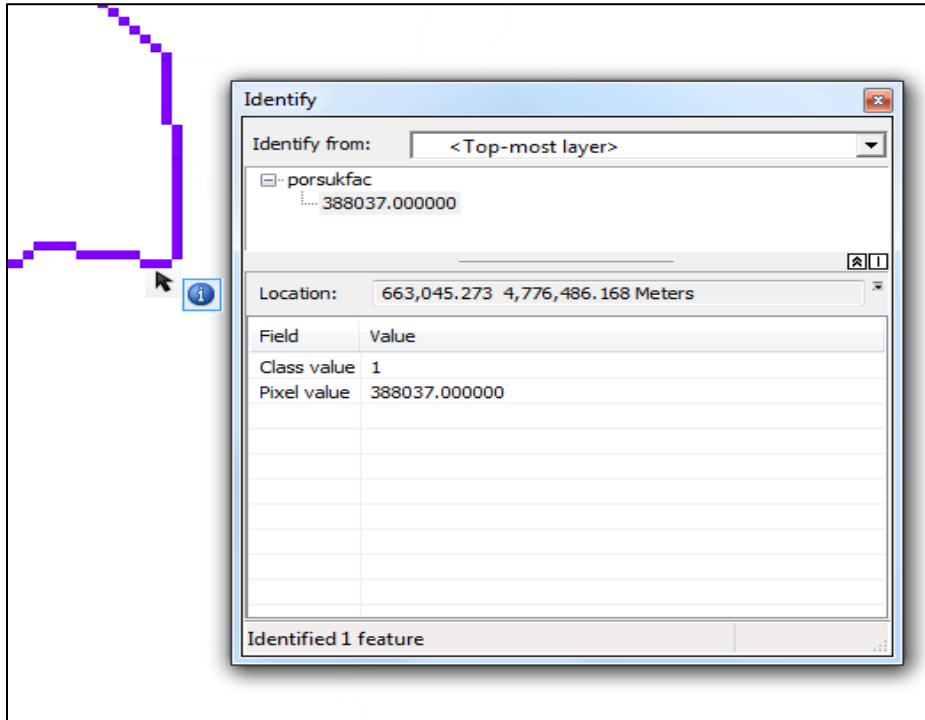 Identify
Identify from: <Top-most layer>
porsukfac
388037.000000
Location: 663,045.273 4,776,486.168 Meters
Field Value
Class value 1
Pixel value 388037.000000
Identified 1 feature